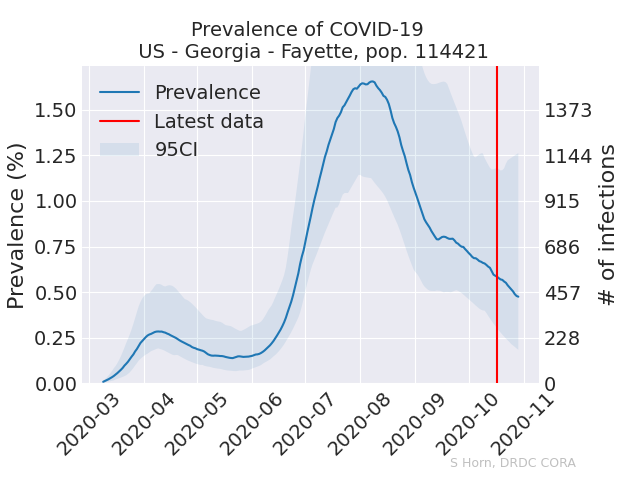 Prevalence of COVID-19
US - Georgia - Fayette, pop. 114421
Prevalence
Latest data
95CI
Prevalence (%)
1.50
1.25
1.00
0.75
0.50
0.25
0.00
1373
1144
915
686
457
228
0
# of infections
2020-03
2020-04
2020-05
2020-06
2020-07
2020-08
2020-09
2020-10
2020-11
S Horn, DRDC CORA